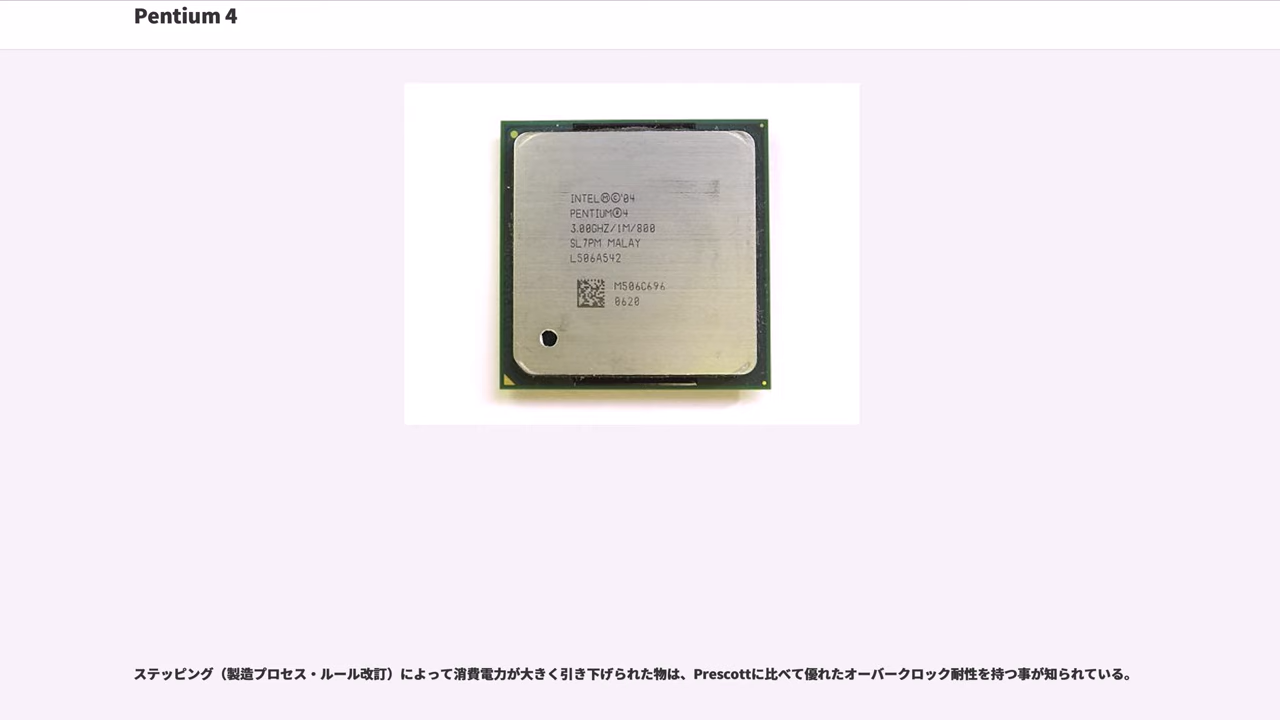 Pentium 4
INTEL Ⓜ©'04
PENTIUM®4
3.00GHZ/1M/800
SL7PM MALAY
L506A542
M506C696
0620
ステッピング（製造プロセス・ルール改訂）によって消費電力が大きく引き下げられた物は、Prescottに比べて優れたオーバークロック耐性を持つ事が知られている。